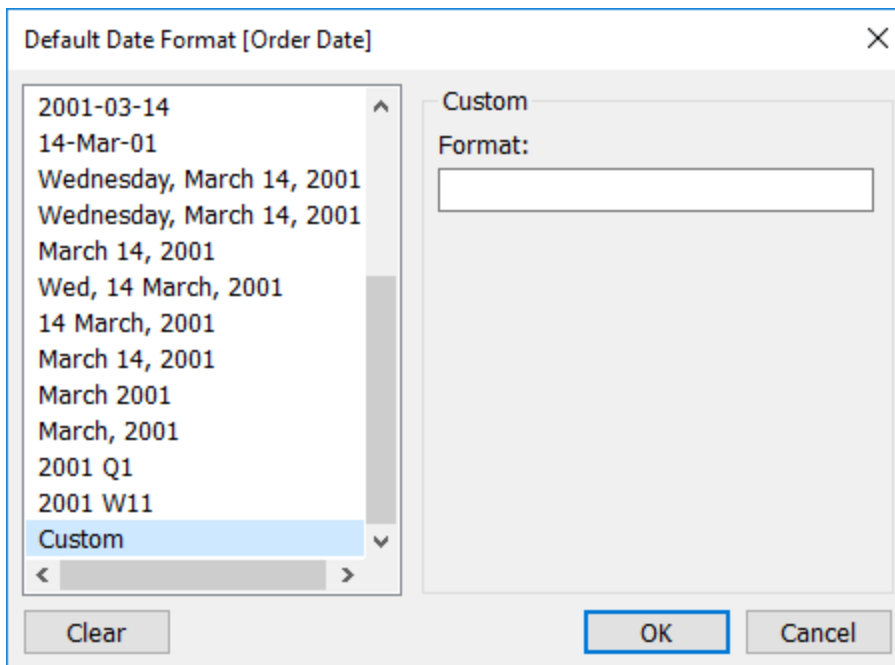 Default Date Format [Order Date]
2001-03-14
14-Mar-01
Wednesday, March 14, 2001
Wednesday, March 14, 2001
March 14, 2001
Wed, 14 March, 2001
14 March, 2001
March 14, 2001
March 2001
March, 2001
2001 Q1
2001 W11
Custom
Custom
Format:
Clear
OK
Cancel